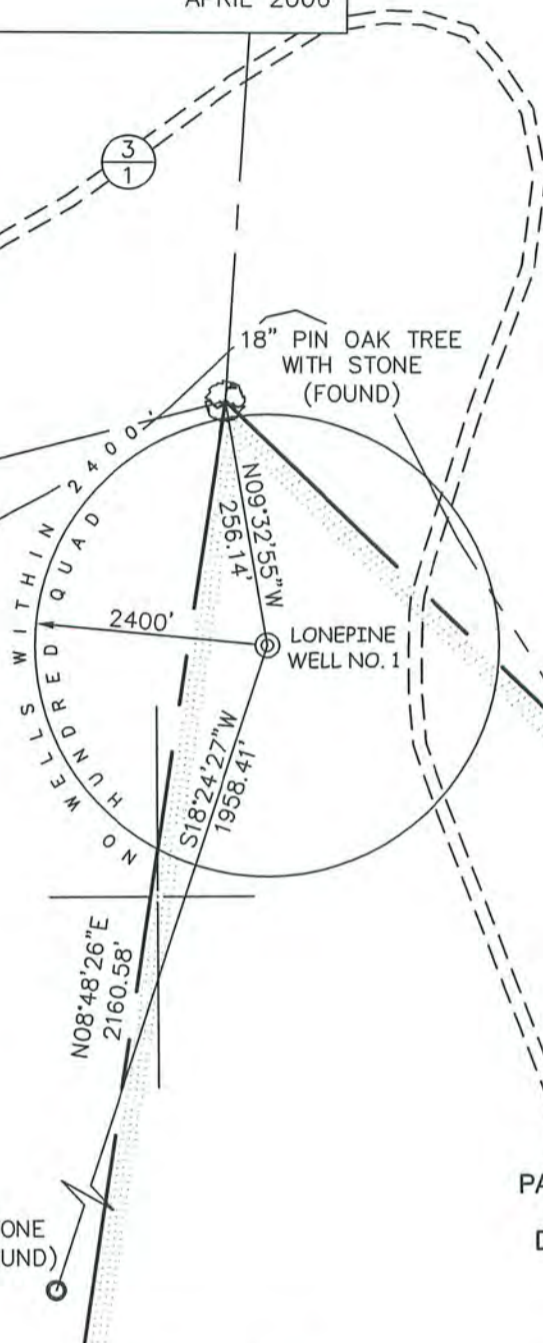 APRIL 2006
3
1
18" PIN OAK TREE
WITH STONE
(FOUND)
NO WELLS WITHIN 2400'
NO HUNDRED QUAD
N09°32'55"W
256.14'
2400'
LONEPINE
WELL NO. 1
S18°24'27"W
1958.41'
N08°48'26"E
2160.58'
PA
D
ONE
UND)